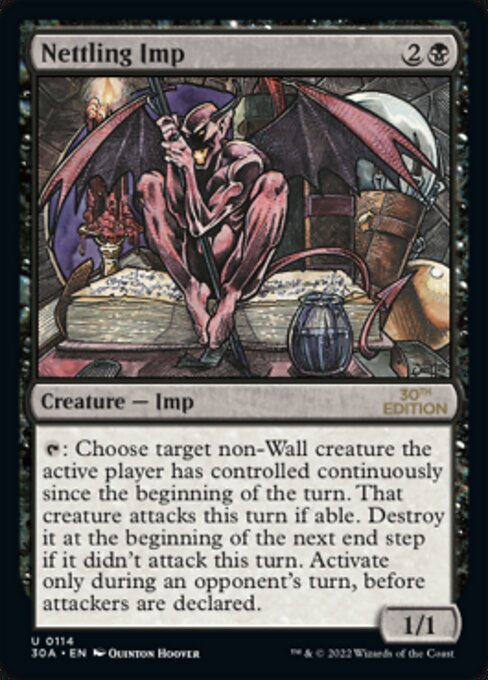 Nettling Imp 2
Creature — Imp
30TH
EDITION
: Choose target non-Wall creature the
active player has controlled continuously
since the beginning of the turn. That
creature attacks this turn if able. Destroy
it at the beginning of the next end step
if it didn't attack this turn. Activate
only during an opponent's turn, before
attackers are declared.
1/1
U 0114
30A • EN Quinton Hoover
™ & © 2022 Wizards of the Coast